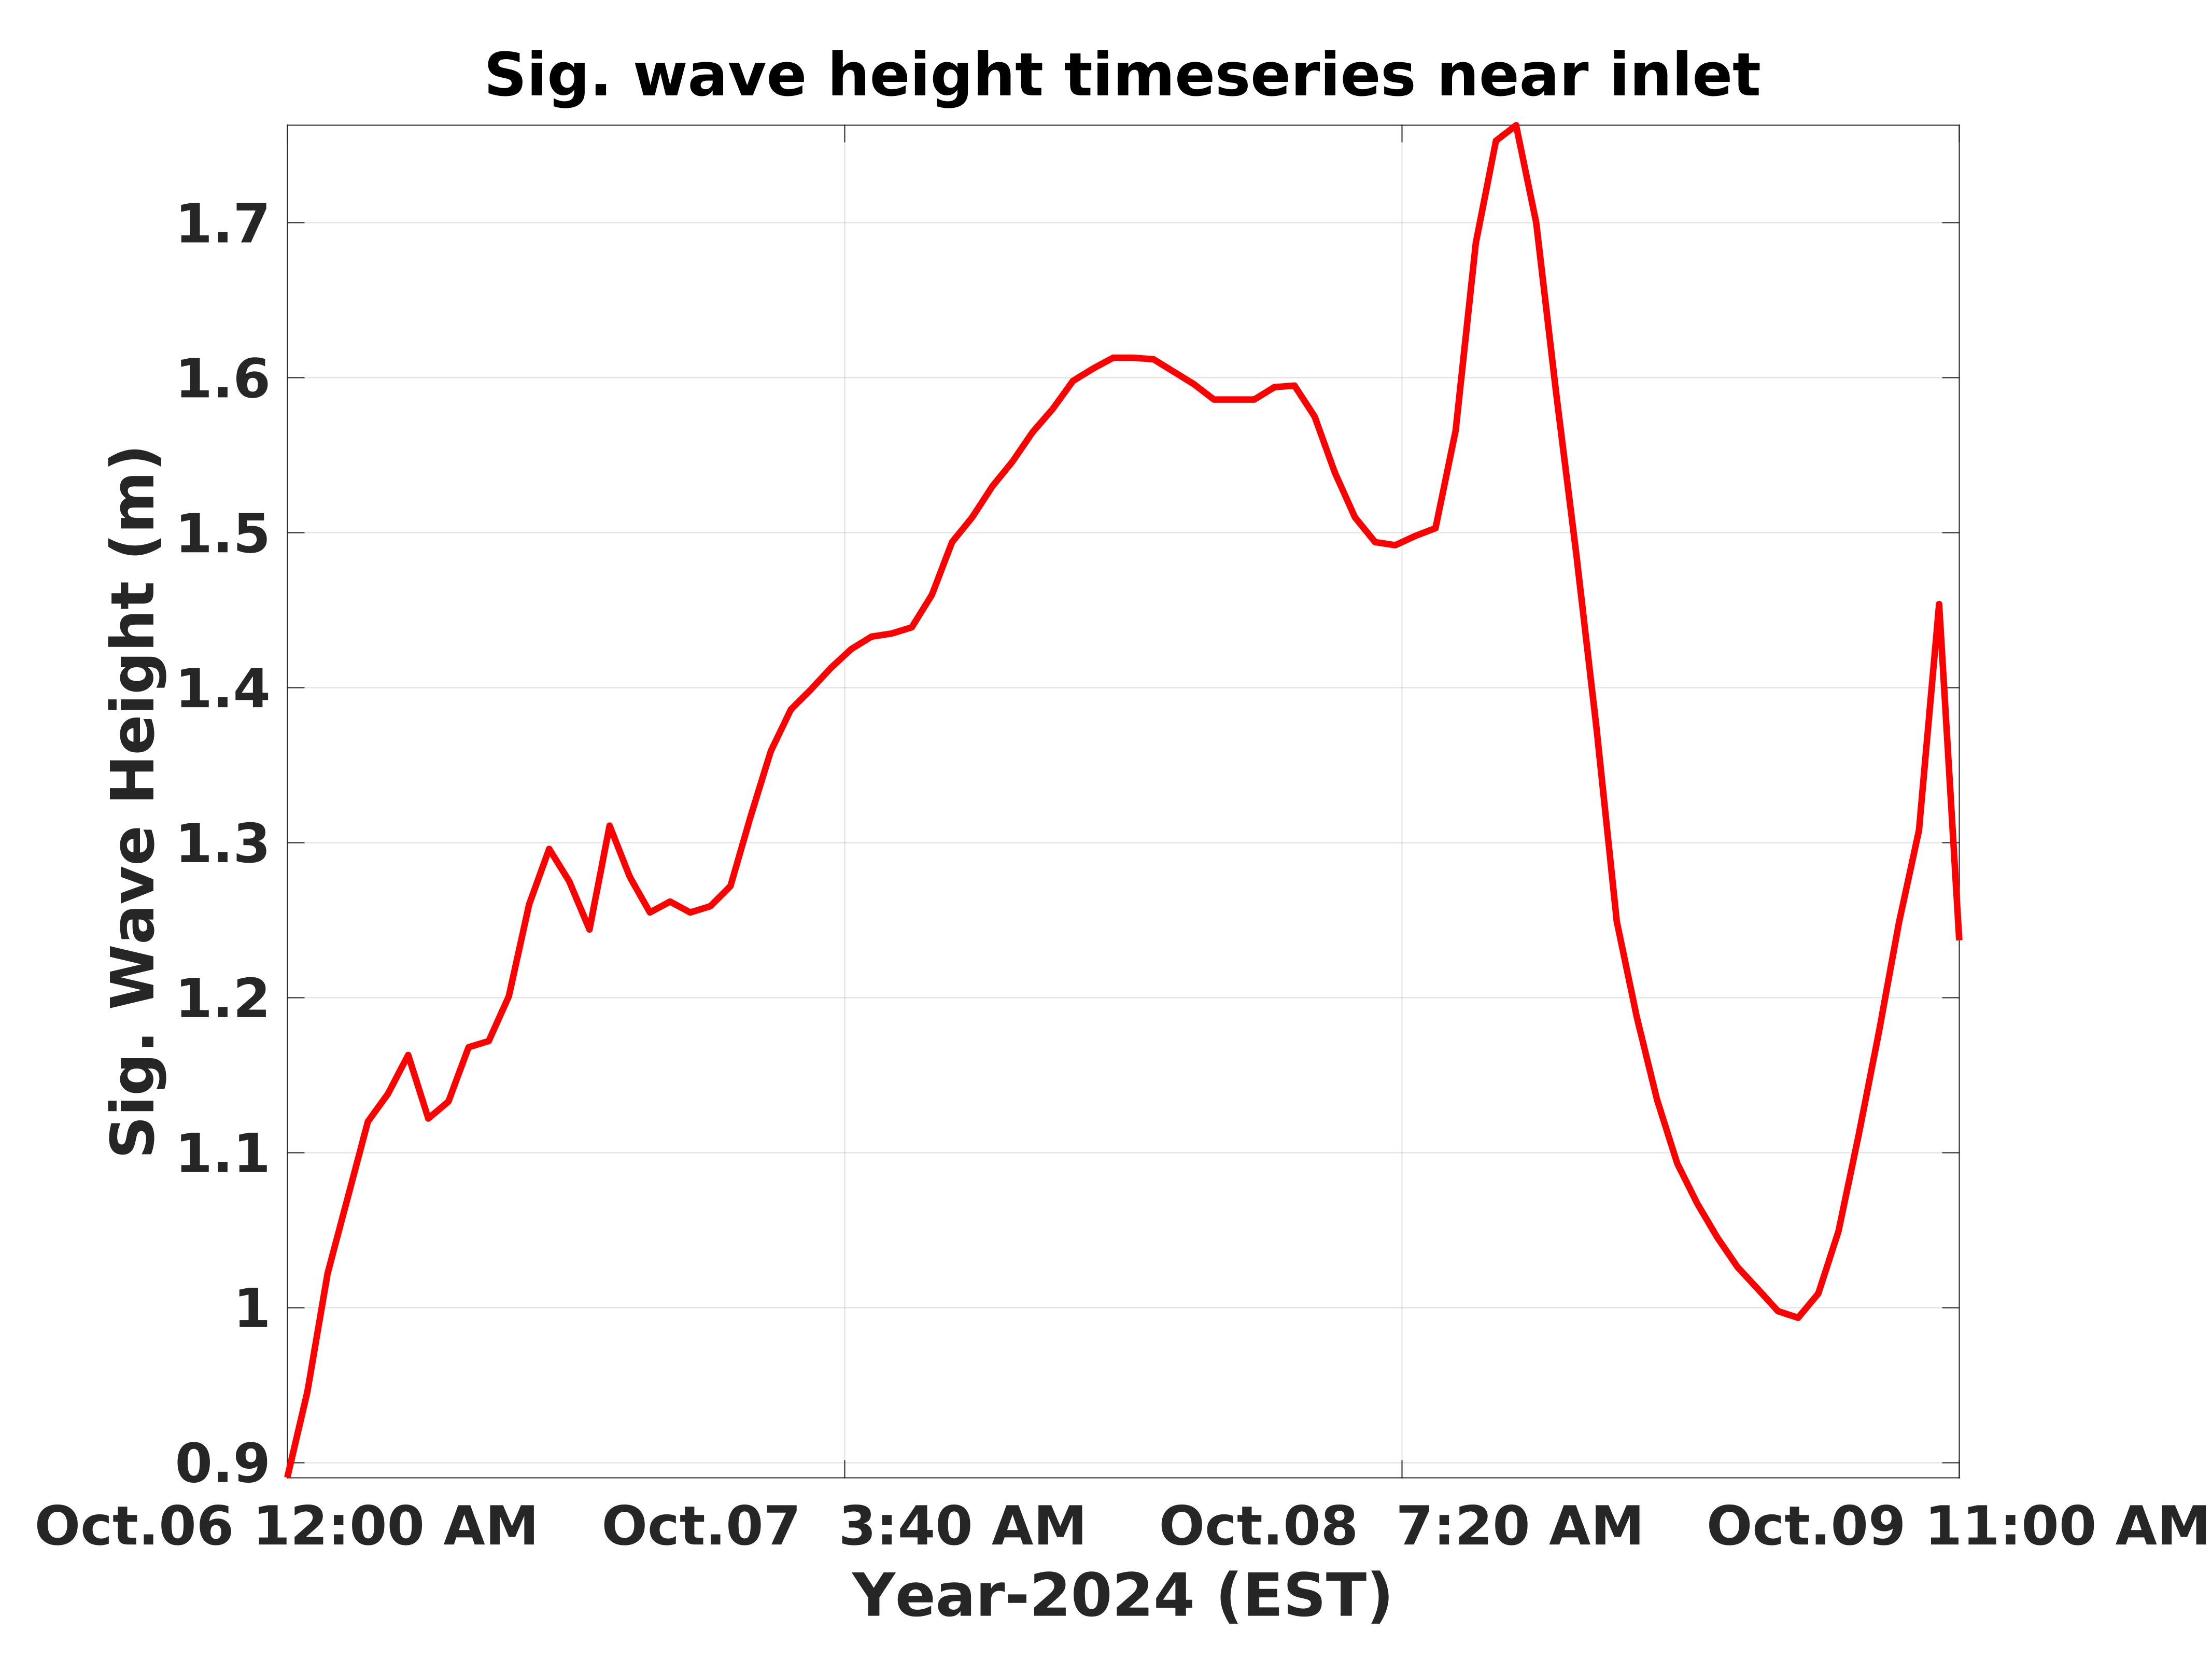 Sig. wave height timeseries near inlet
Sig. Wave Height (m)
1.7
1.6
1.5
1.4
1.3
1.2
1.1
1
0.9
Oct.06 12:00 AM Oct.07 3:40 AM Oct.08 7:20 AM Oct.09 11:00 AM
Year-2024 (EST)